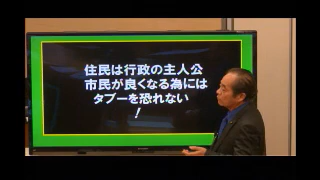 住民は行政の主人公
市民が良くなる為には
タブーを恐れない
!